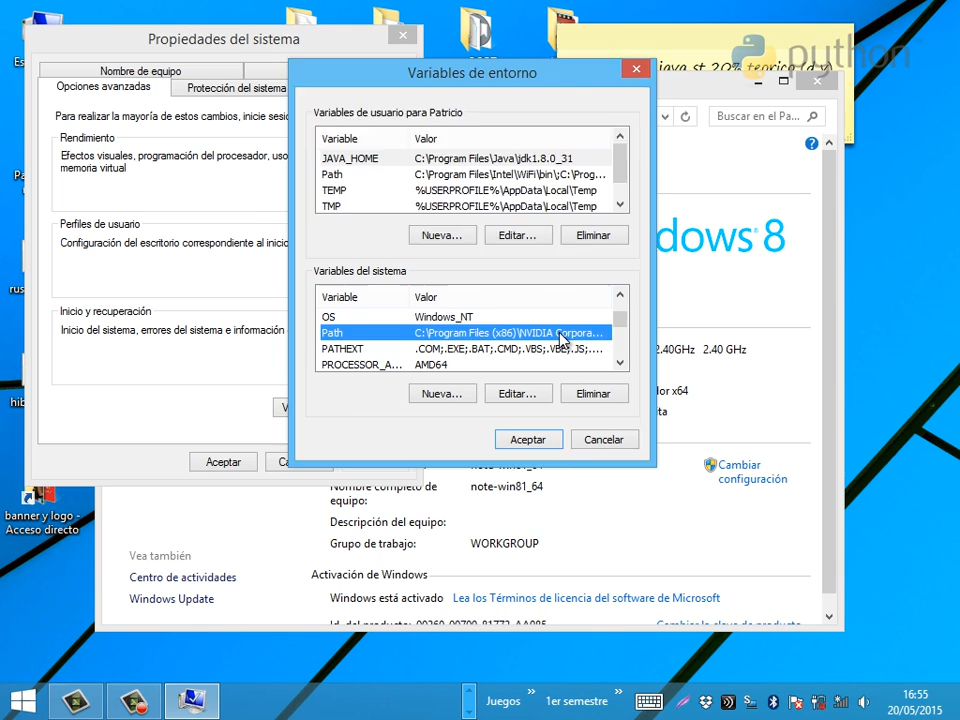 java st 20% teorico (d y)
python
Propiedades del sistema
Nombre de equipo
Opciones avanzadas
Protección del sistema
Para realizar la mayoría de estos cambios, inicie sesió
Rendimiento
Efectos visuales, programación del procesador, uso
memoria virtual
Perfiles de usuario
Configuración del escritorio correspondiente al inicio
Inicio y recuperación
Inicio del sistema, errores del sistema e información
Aceptar
Variables de entorno
Variables de usuario para Patricio
Variable Valor
JAVA_HOME C:\Program Files\Java\jdk1.8.0_31
Path C:\Program Files\Intel\WiFi\bin\;C:\Prog...
TEMP %USERPROFILE%\AppData\Local\Temp
TMP %USERPROFILE%\AppData\Local\Temp
Nueva... Editar... Eliminar
Variables del sistema
Variable Valor
OS Windows_NT
Path C:\Program Files (x86)\NVIDIA Corpora...
PATHEXT .COM;.EXE;.BAT;.CMD;.VBS;.VBE;.JS;....
PROCESSOR_A... AMD64
Nueva... Editar... Eliminar
Aceptar Cancelar
Buscar en el Pa...
dows 8
2.40GHz 2.40 GHz
or x64
ta
Cambiar
configuración
note-win81_64
Nombre completo de note-win81_64
equipo:
Descripción del equipo:
Grupo de trabajo: WORKGROUP
Activación de Windows
Windows está activado Lea los Términos de licencia del software de Microsoft
Vea también
Centro de actividades
Windows Update
banner y logo -
Acceso directo
Juegos
1er semestre
16:55
20/05/2015